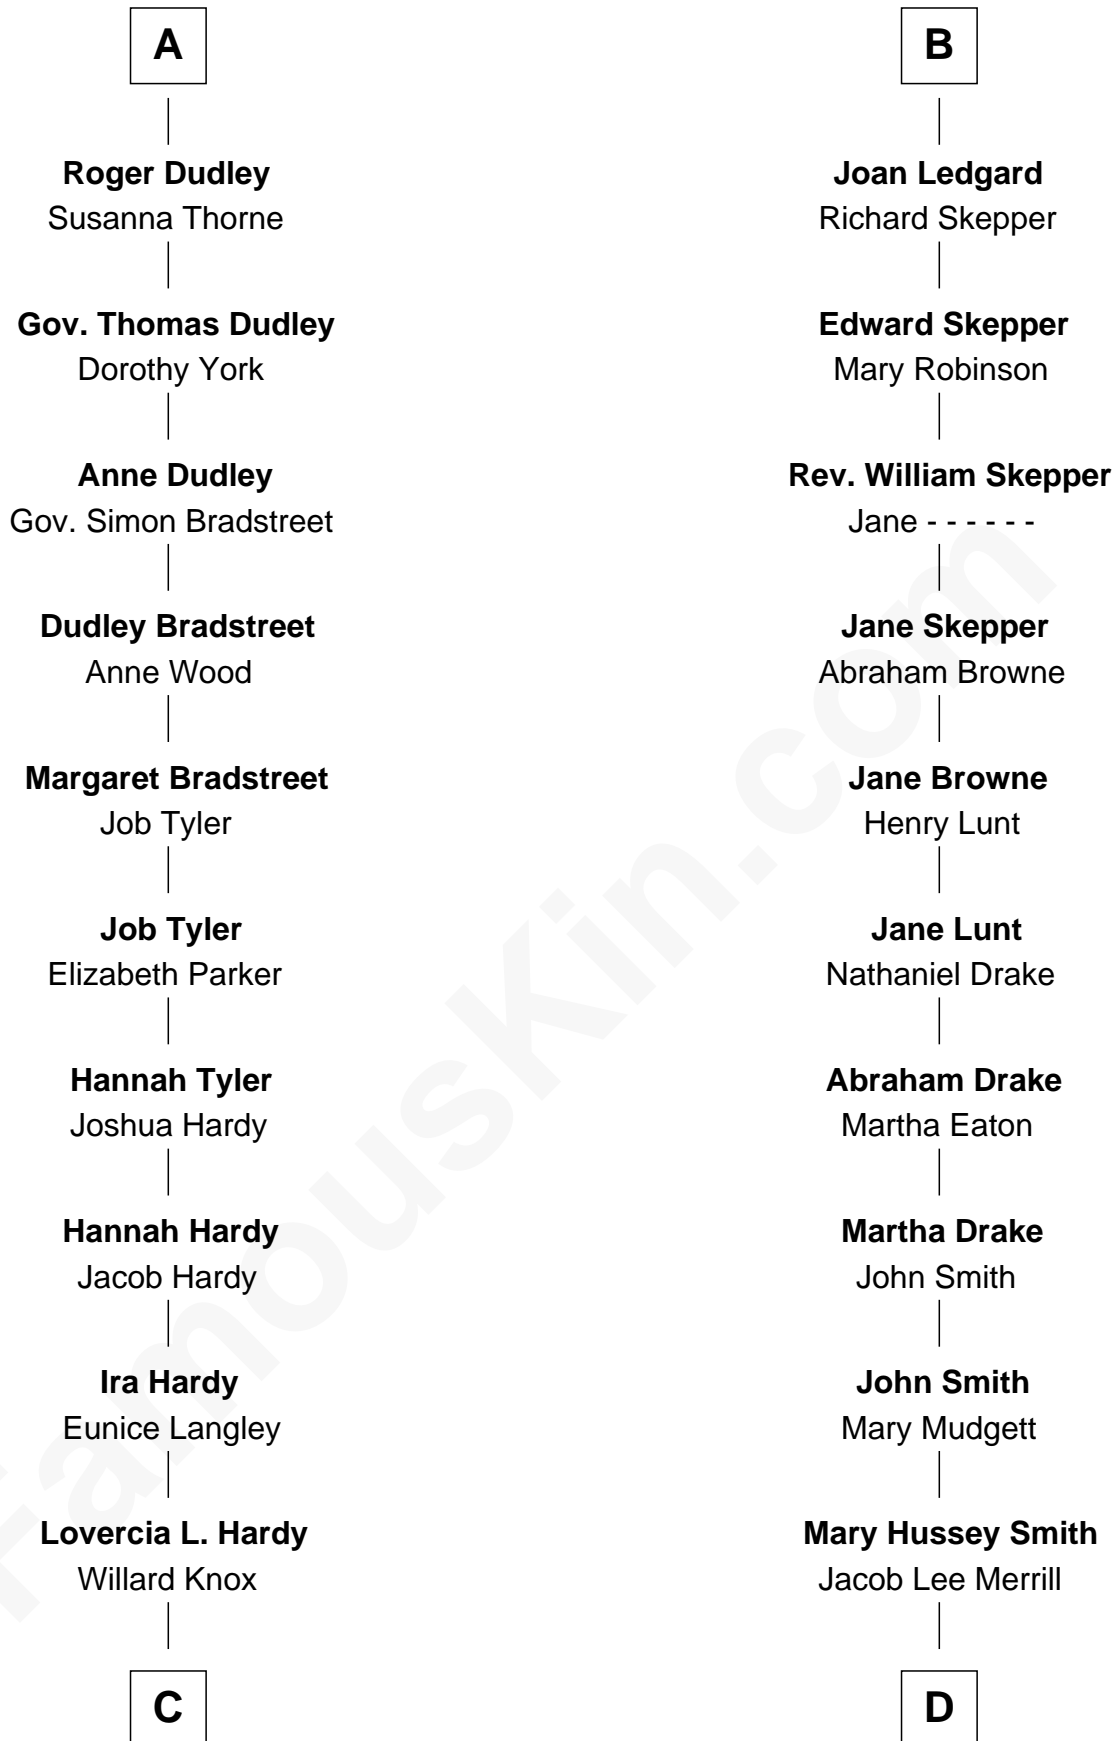 A
Roger Dudley
Susanna Thorne
Gov. Thomas Dudley
Dorothy York
Anne Dudley
Gov. Simon Bradstreet
Dudley Bradstreet
Anne Wood
Margaret Bradstreet
Job Tyler
Job Tyler
Elizabeth Parker
Hannah Tyler
Joshua Hardy
Hannah Hardy
Jacob Hardy
Ira Hardy
Eunice Langley
Lovercia L. Hardy
Willard Knox
C
B
Joan Ledgard
Richard Skepper
Edward Skepper
Mary Robinson
Rev. William Skepper
Jane - - - - - -
Jane Skepper
Abraham Browne
Jane Browne
Henry Lunt
Jane Lunt
Nathaniel Drake
Abraham Drake
Martha Eaton
Martha Drake
John Smith
John Smith
Mary Mudgett
Mary Hussey Smith
Jacob Lee Merrill
D
FamousKin.com